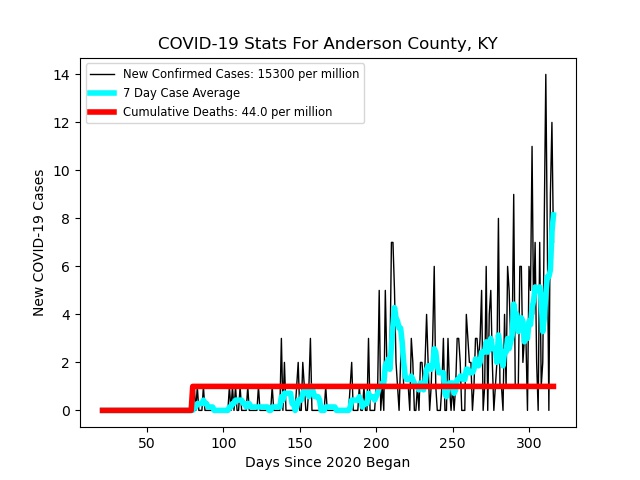 COVID-19 Stats For Anderson County, KY
New Confirmed Cases: 15300 per million
7 Day Case Average
Cumulative Deaths: 44.0 per million
New COVID-19 Cases
14
12
10
8
6
4
2
0
50
100
150
200
250
300
Days Since 2020 Began